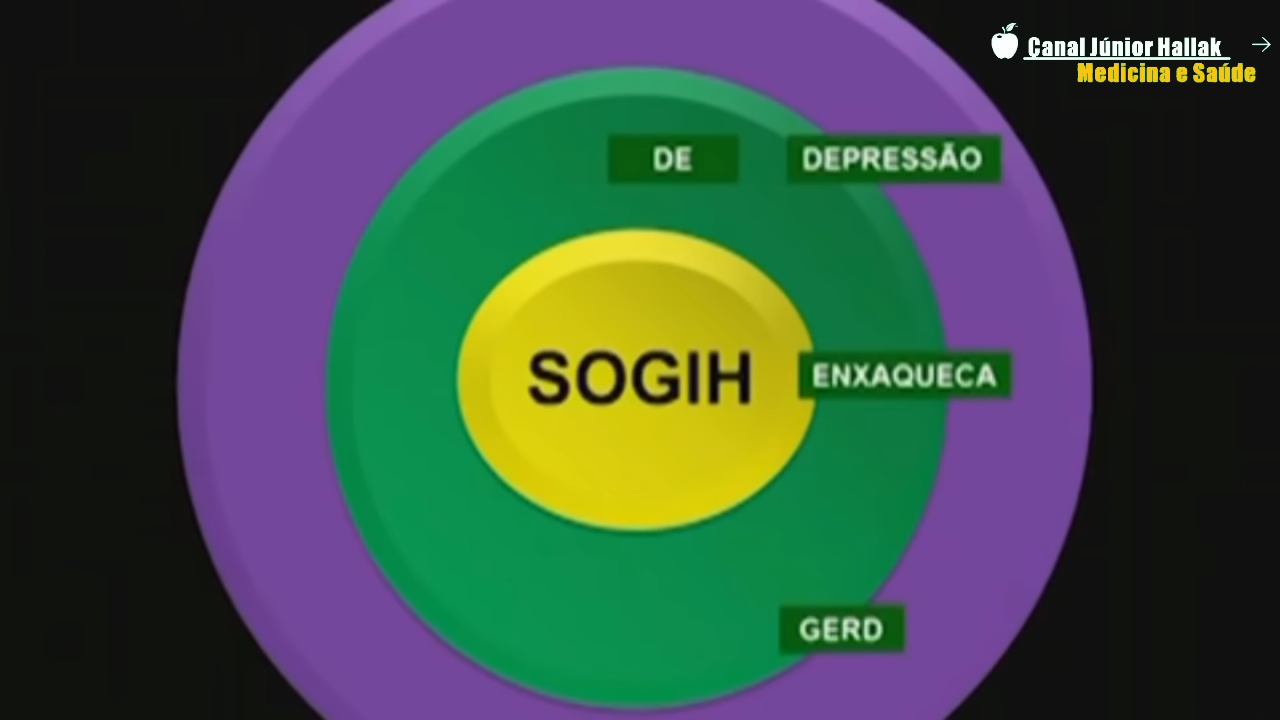 Canal Júnior Hallak
Medicina e Saúde
DE
DEPRESSÃO
SOGIH
ENXAQUECA
GERD